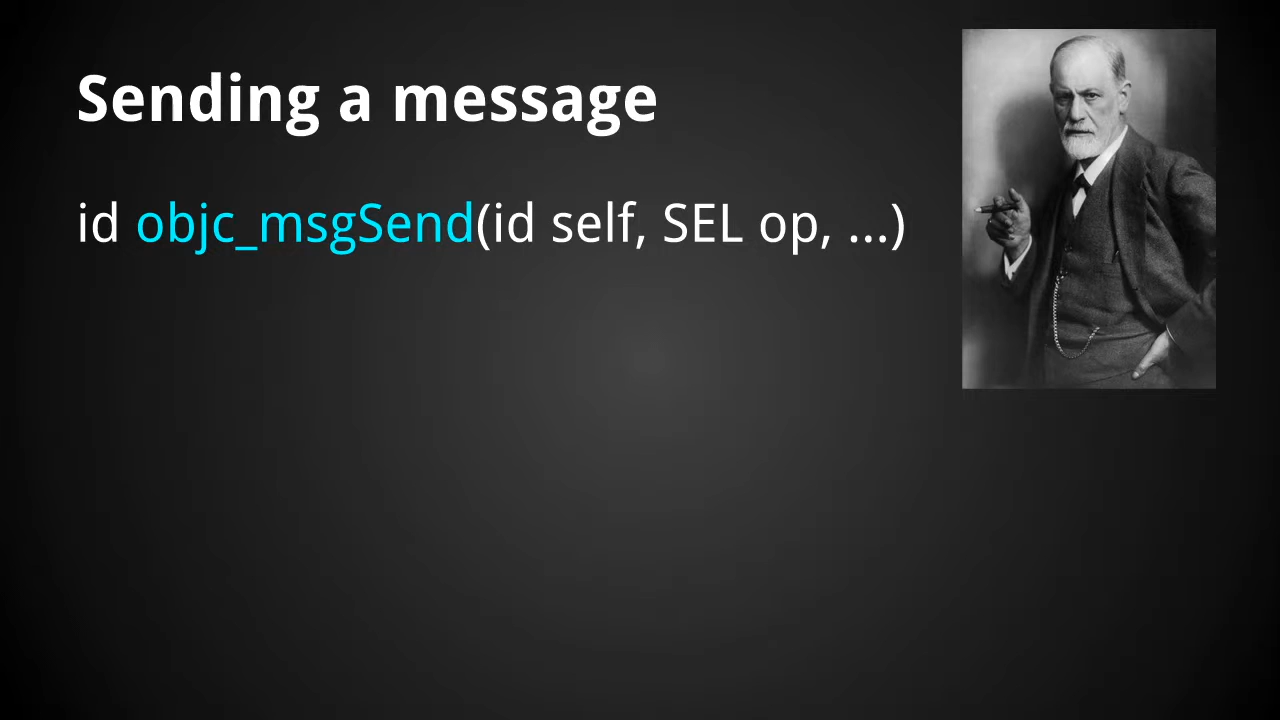 Sending a message
id objc_msgSend(id self, SEL op, ...)